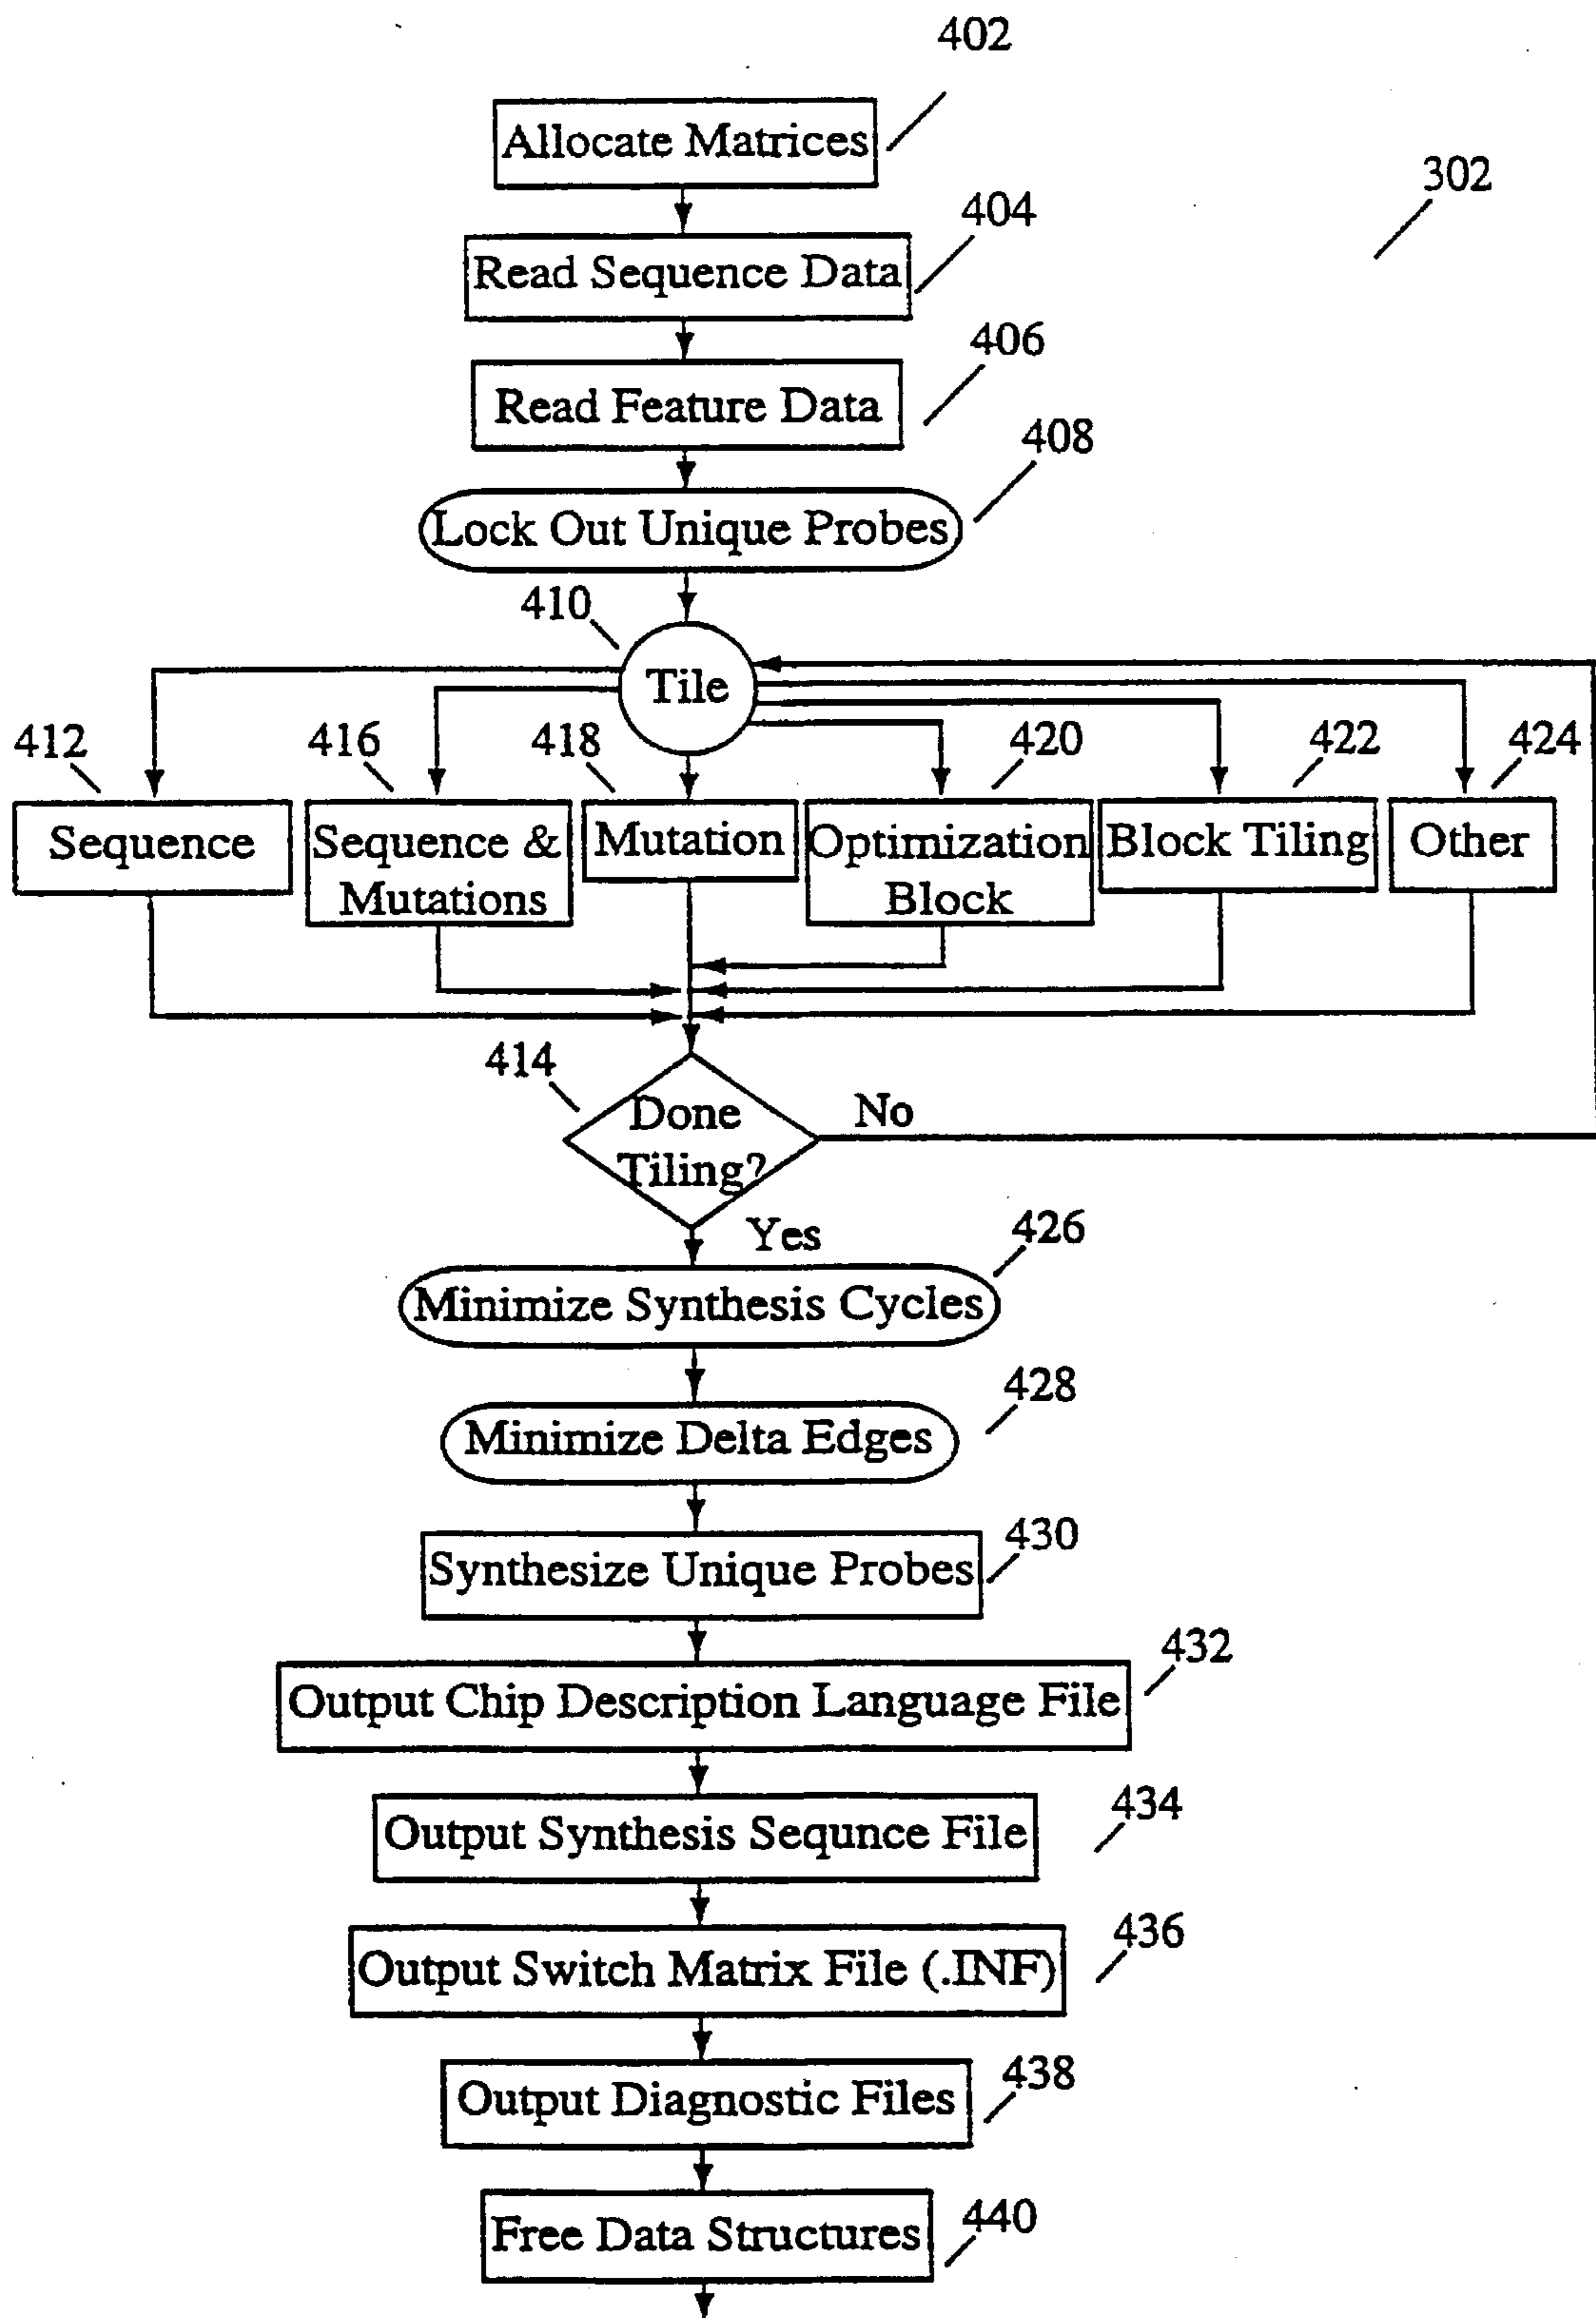 402
Allocate Matrices
302
404
Read Sequence Data
406
Read Feature Data
408
Lock Out Unique Probes
410
Tile
412
416
418
420
422
424
Sequence
Sequence &
Mutations
Mutation
Optimization
Block
Block Tiling
Other
414
Done
Tiling?
No
Yes
426
Minimize Synthesis Cycles
428
Minimize Delta Edges
430
Synthesize Unique Probes
432
Output Chip Description Language File
434
Output Synthesis Sequnce File
436
Output Switch Matrix File (.INF)
438
Output Diagnostic Files
440
Free Data Structures